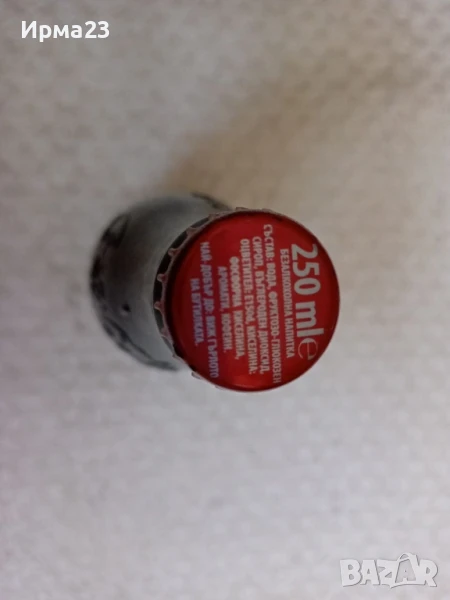 Ирма23
250 ml e
БЕЗАЛКОХОЛНА НАПИТКА
СЪСТАВ: ВОДА, ФРУКТОЗО-ГЛЮКОЗЕН
СИРОП, ВЪГЛЕРОДЕН ДИОКСИД,
ОЦВЕТИТЕЛ: Е150d, КИСЕЛИНА:
ФОСФОРНА КИСЕЛИНА,
АРОМАТИ, КОФЕИН.
НАЙ-ДОБЪР ДО: ВИЖ ГЪРЛОТО
НА БУТИЛКАТА.
BAZAR